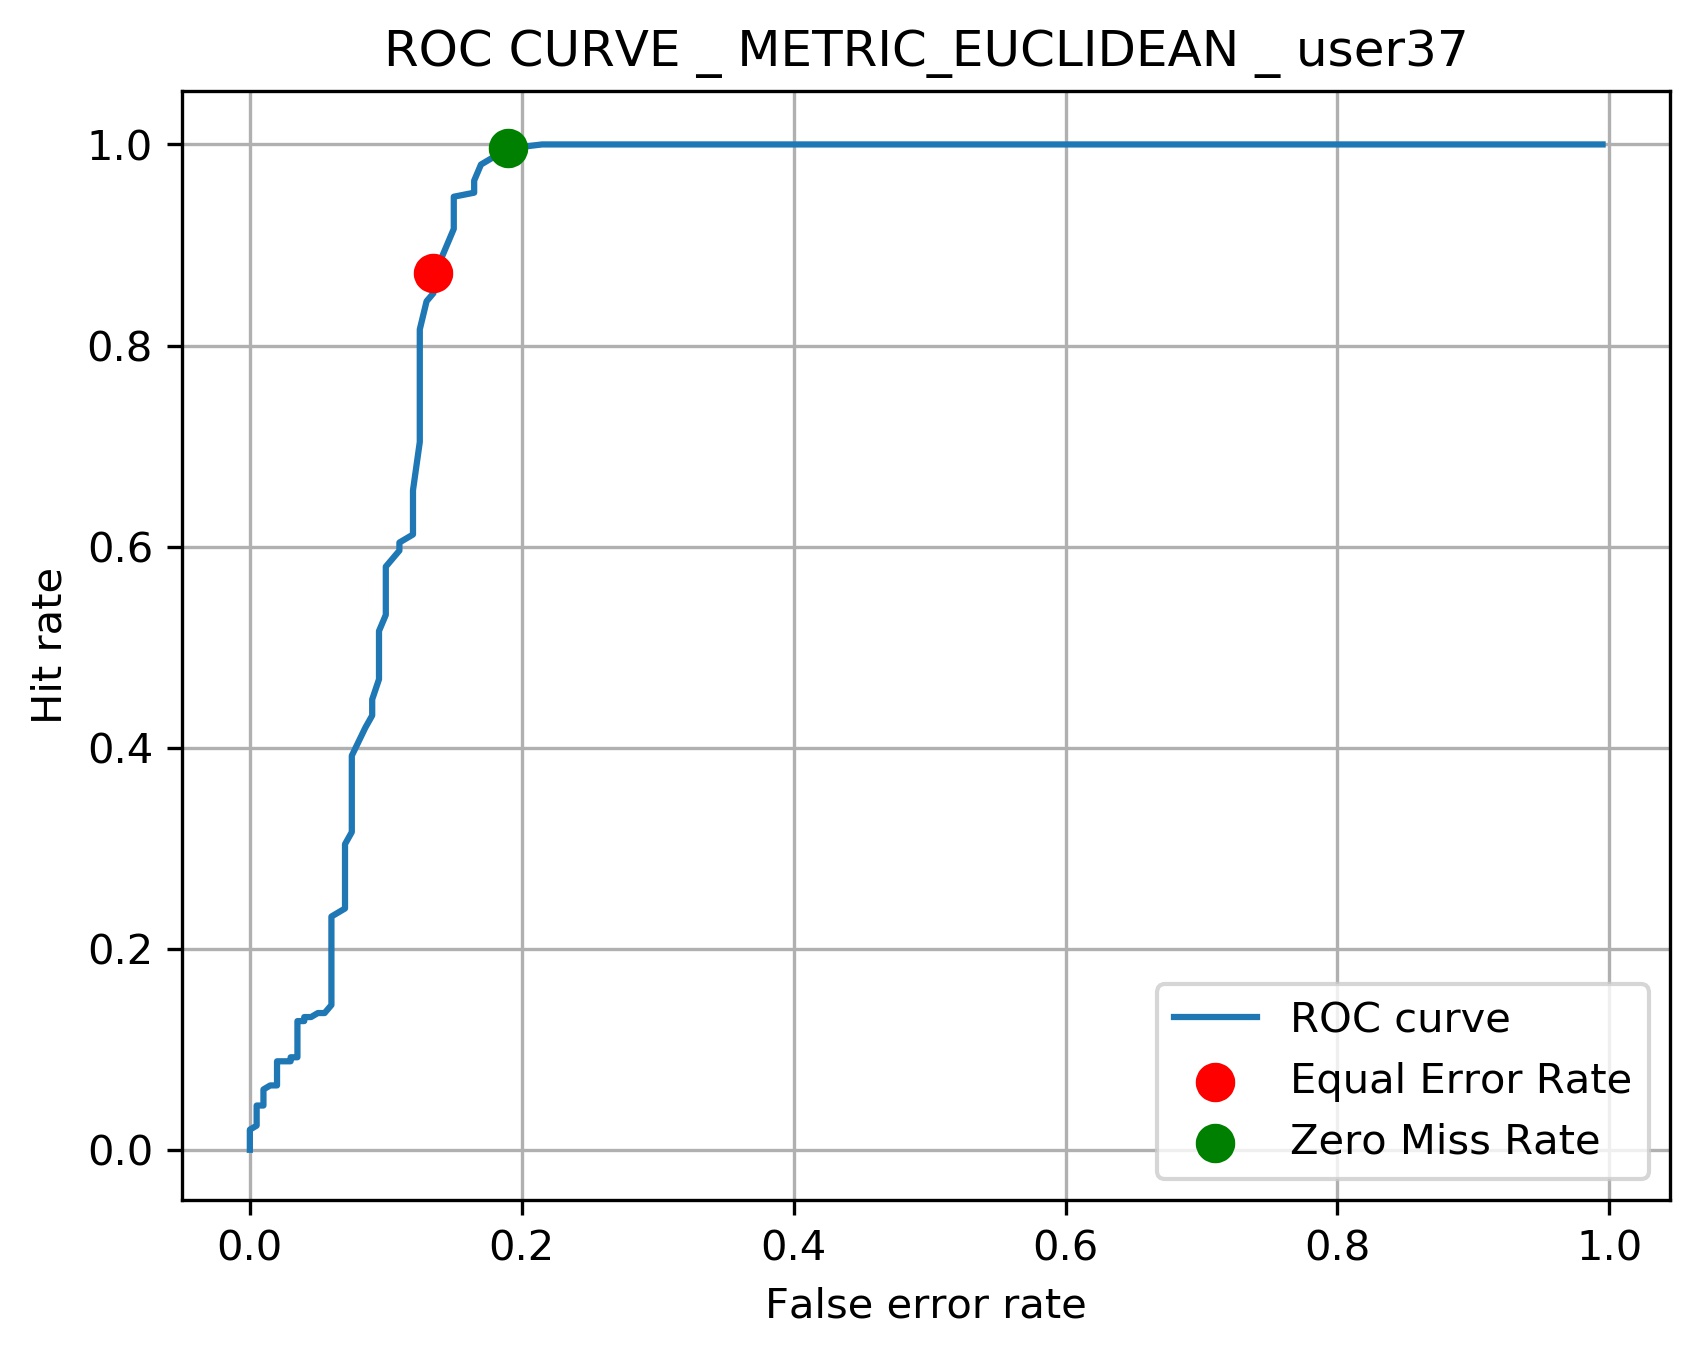 ROC CURVE _ METRIC_EUCLIDEAN _ user37
1.0
0.8
0.6
0.4
0.2
0.0
Hit rate
ROC curve
Equal Error Rate
Zero Miss Rate
0.0 0.2 0.4 0.6 0.8 1.0
False error rate